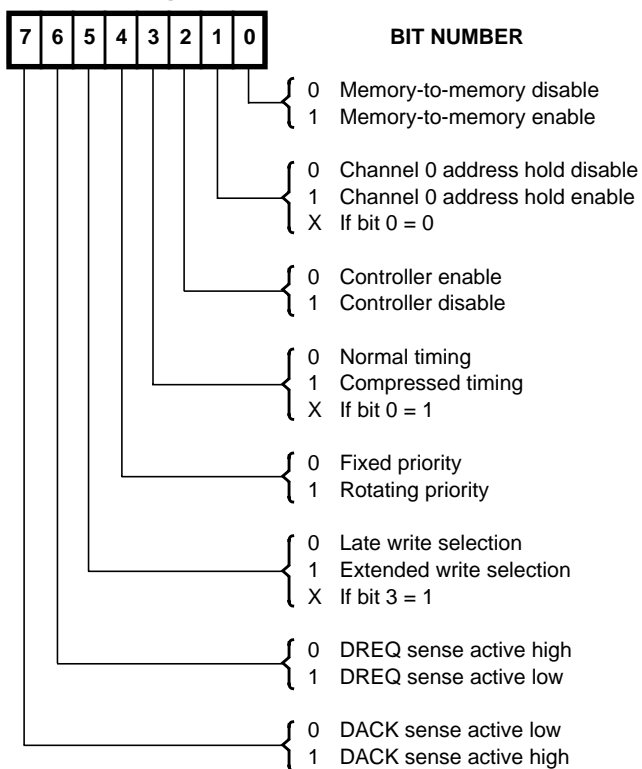 7 6 5 4 3 2 1 0 BIT NUMBER
0 Memory-to-memory disable
1 Memory-to-memory enable
0 Channel 0 address hold disable
1 Channel 0 address hold enable
X If bit 0 = 0
0 Controller enable
1 Controller disable
0 Normal timing
1 Compressed timing
X If bit 0 = 1
0 Fixed priority
1 Rotating priority
0 Late write selection
1 Extended write selection
X If bit 3 = 1
0 DREQ sense active high
1 DREQ sense active low
0 DACK sense active low
1 DACK sense active high